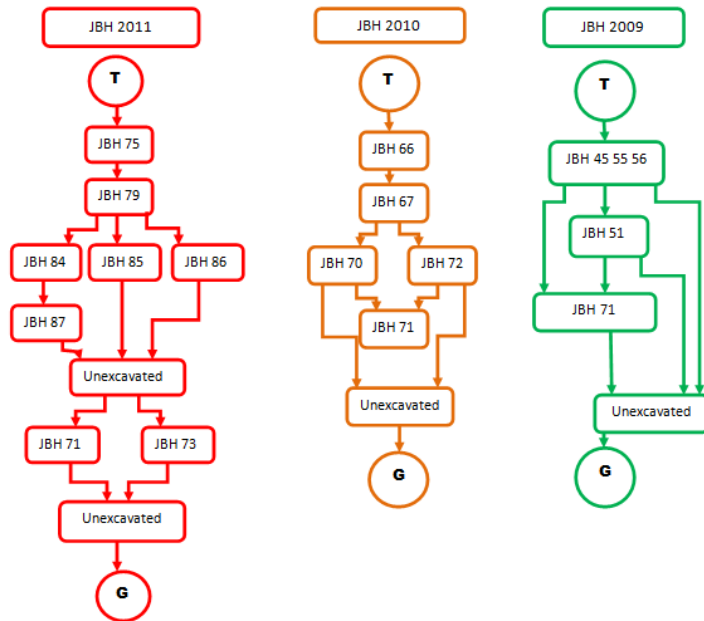 JBH 2011
T
JBH 75
JBH 79
JBH 84
JBH 85
JBH 86
JBH 87
Unexcavated
JBH 71
JBH 73
Unexcavated
G
JBH 2010
T
JBH 66
JBH 67
JBH 70
JBH 72
JBH 71
Unexcavated
G
JBH 2009
T
JBH 45 55 56
JBH 51
JBH 71
Unexcavated
G